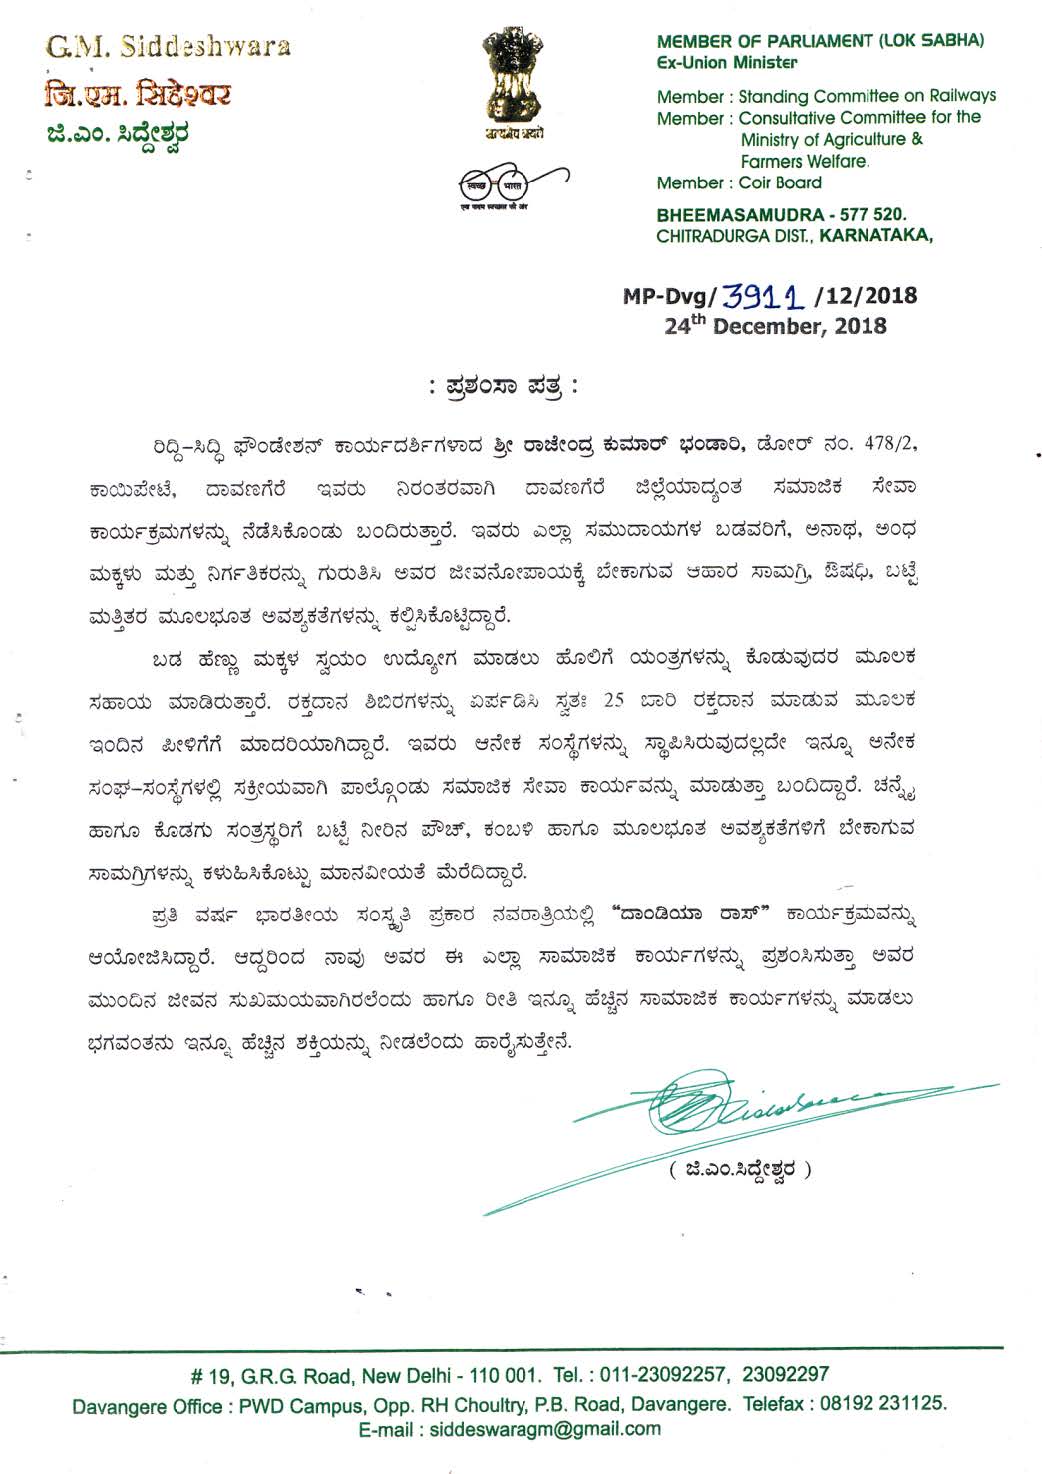 G.M. Siddeshwara
जि.एम. सिद्देश्वर
ಜಿ.ಎಂ. ಸಿದ್ದೇಶ್ವರ
सत्यमेव जयते
स्वच्छ भारत
एक कदम स्वच्छता की ओर
MEMBER OF PARLIAMENT (LOK SABHA)
Ex-Union Minister
Member : Standing Committee on Railways
Member : Consultative Committee for the
Ministry of Agriculture &
Farmers Welfare.
Member : Coir Board
BHEEMASAMUDRA - 577 520.
CHITRADURGA DIST., KARNATAKA,
MP-Dvg/ 3911 /12/2018
24th December, 2018
: ಪ್ರಶಂಸಾ ಪತ್ರ :
ರಿದ್ದಿ–ಸಿದ್ಧಿ ಫೌಂಡೇಶನ್ ಕಾರ್ಯದರ್ಶಿಗಳಾದ ಶ್ರೀ ರಾಜೇಂದ್ರ ಕುಮಾರ್ ಭಂಡಾರಿ, ಡೋರ್ ನಂ. 478/2,
ಕಾಯಿಪೇಟೆ, ದಾವಣಗೆರೆ ಇವರು ನಿರಂತರವಾಗಿ ದಾವಣಗೆರೆ ಜಿಲ್ಲೆಯಾದ್ಯಂತ ಸಮಾಜಿಕ ಸೇವಾ
ಕಾರ್ಯಕ್ರಮಗಳನ್ನು ನೆಡೆಸಿಕೊಂಡು ಬಂದಿರುತ್ತಾರೆ. ಇವರು ಎಲ್ಲಾ ಸಮುದಾಯಗಳ ಬಡವರಿಗೆ, ಅನಾಥ, ಅಂಧ
ಮಕ್ಕಳು ಮತ್ತು ನಿರ್ಗತಿಕರನ್ನು ಗುರುತಿಸಿ ಅವರ ಜೀವನೋಪಾಯಕ್ಕೆ ಬೇಕಾಗುವ ಆಹಾರ ಸಾಮಗ್ರಿ, ಔಷಧಿ, ಬಟ್ಟೆ
ಮತ್ತಿತರ ಮೂಲಭೂತ ಅವಶ್ಯಕತೆಗಳನ್ನು ಕಲ್ಪಿಸಿಕೊಟ್ಟಿದ್ದಾರೆ.
ಬಡ ಹೆಣ್ಣು ಮಕ್ಕಳ ಸ್ವಯಂ ಉದ್ಯೋಗ ಮಾಡಲು ಹೊಲಿಗೆ ಯಂತ್ರಗಳನ್ನು ಕೊಡುವುದರ ಮೂಲಕ
ಸಹಾಯ ಮಾಡಿರುತ್ತಾರೆ. ರಕ್ತದಾನ ಶಿಬಿರಗಳನ್ನು ಏರ್ಪಡಿಸಿ ಸ್ವತಃ 25 ಬಾರಿ ರಕ್ತದಾನ ಮಾಡುವ ಮೂಲಕ
ಇಂದಿನ ಪೀಳಿಗೆಗೆ ಮಾದರಿಯಾಗಿದ್ದಾರೆ. ಇವರು ಆನೇಕ ಸಂಸ್ಥೆಗಳನ್ನು ಸ್ಥಾಪಿಸಿರುವುದಲ್ಲದೇ ಇನ್ನೂ ಅನೇಕ
ಸಂಘ–ಸಂಸ್ಥೆಗಳಲ್ಲಿ ಸಕ್ರೀಯವಾಗಿ ಪಾಲ್ಗೊಂಡು ಸಮಾಜಿಕ ಸೇವಾ ಕಾರ್ಯವನ್ನು ಮಾಡುತ್ತಾ ಬಂದಿದ್ದಾರೆ. ಚನ್ನೈ
ಹಾಗೂ ಕೊಡಗು ಸಂತ್ರಸ್ಥರಿಗೆ ಬಟ್ಟೆ ನೀರಿನ ಪೌಚ್, ಕಂಬಳಿ ಹಾಗೂ ಮೂಲಭೂತ ಅವಶ್ಯಕತೆಗಳಿಗೆ ಬೇಕಾಗುವ
ಸಾಮಗ್ರಿಗಳನ್ನು ಕಳುಹಿಸಿಕೊಟ್ಟು ಮಾನವೀಯತೆ ಮೆರೆದಿದ್ದಾರೆ.
ಪ್ರತಿ ವರ್ಷ ಭಾರತೀಯ ಸಂಸ್ಕೃತಿ ಪ್ರಕಾರ ನವರಾತ್ರಿಯಲ್ಲಿ “ದಾಂಡಿಯಾ ರಾಸ್” ಕಾರ್ಯಕ್ರಮವನ್ನು
ಆಯೋಜಿಸಿದ್ದಾರೆ. ಆದ್ದರಿಂದ ನಾವು ಅವರ ಈ ಎಲ್ಲಾ ಸಾಮಾಜಿಕ ಕಾರ್ಯಗಳನ್ನು ಪ್ರಶಂಸಿಸುತ್ತಾ ಅವರ
ಮುಂದಿನ ಜೀವನ ಸುಖಮಯವಾಗಿರಲೆಂದು ಹಾಗೂ ರೀತಿ ಇನ್ನೂ ಹೆಚ್ಚಿನ ಸಾಮಾಜಿಕ ಕಾರ್ಯಗಳನ್ನು ಮಾಡಲು
ಭಗವಂತನು ಇನ್ನೂ ಹೆಚ್ಚಿನ ಶಕ್ತಿಯನ್ನು ನೀಡಲೆಂದು ಹಾರೈಸುತ್ತೇನೆ.
( ಜಿ.ಎಂ.ಸಿದ್ದೇಶ್ವರ )
# 19, G.R.G. Road, New Delhi - 110 001. Tel. : 011-23092257, 23092297
Davangere Office : PWD Campus, Opp. RH Choultry, P.B. Road, Davangere. Telefax : 08192 231125.
E-mail : siddeswaragm@gmail.com